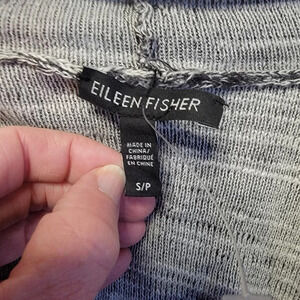 EILEEN FISHER
MADE IN
CHINA/
FABRIQUÉ
EN CHINE
S/P